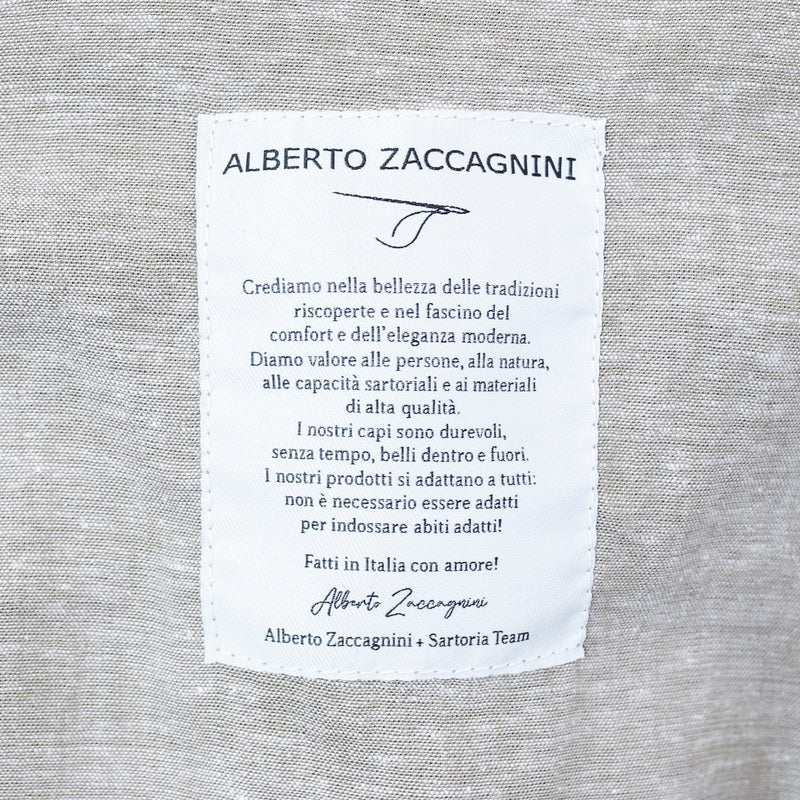 ALBERTO ZACCAGNINI
Crediamo nella bellezza delle tradizioni
riscoperte e nel fascino del
comfort e dell'eleganza moderna.
Diamo valore alle persone, alla natura,
alle capacità sartoriali e ai materiali
di alta qualità.
I nostri capi sono durevoli,
senza tempo, belli dentro e fuori.
I nostri prodotti si adattano a tutti:
non è necessario essere adatti
per indossare abiti adatti!
Fatti in Italia con amore!
Alberto Zaccagnini
Alberto Zaccagnini + Sartoria Team